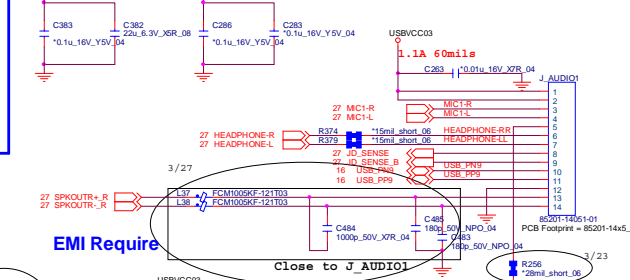 C383
*0.1u_16V_Y5V_04
C382
22u_6.3V_X5R_08
C286
*0.1u_16V_Y5V_04
C283
*0.1u_16V_Y5V_04
USBVCC03
1.1A 60mils
C263 *0.01u_16V_X7R_04
J_AUDIO1
27 MIC1-R MIC1-R
27 MIC1-L MIC1-L
27 HEADPHONE-R R374 *15mil_short_06 HEADPHONE-RR
27 HEADPHONE-L R379 *15mil_short_06 HEADPHONE-LL
27 JD_SENSE
27 JD_SENSE_B
16 USB_PN9 USB_PN9
16 USB_PP9 USB_PP9
1
2
3
4
5
6
7
8
9
10
11
12
13
14
85201-14051-01
PCB Footprint = 85201-14x5_
3/27
27 SPKOUTR+_R L37 FCM1005KF-121T03
27 SPKOUTR-_R L38 FCM1005KF-121T03
C484
1000p_50V_X7R_04
C485
180p_50V_NPO_04
C483
180p_50V_NPO_04
EMI Require
Close to J_AUDIO1
3/23
R256
*28mil_short_06
USBVCC03